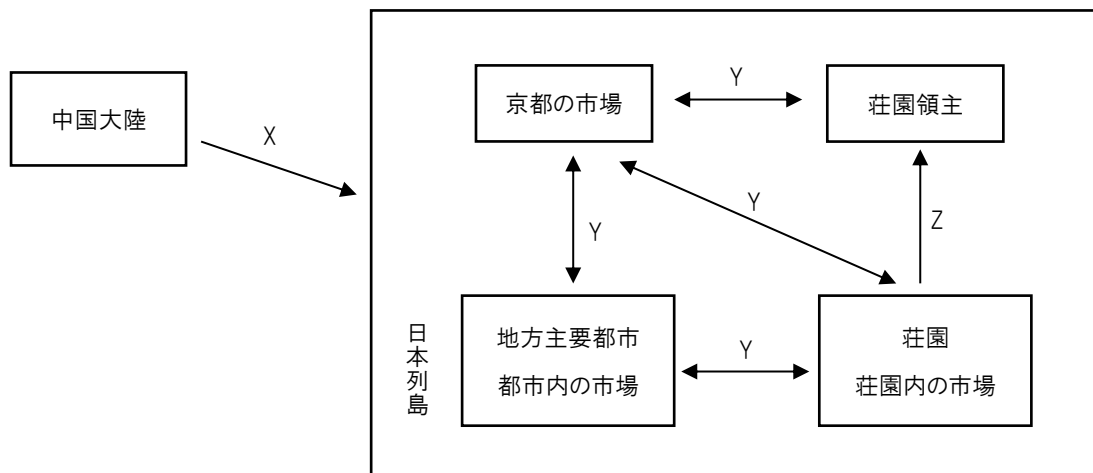 中国大陸
X
京都の市場
Y
荘園領主
Y
Y
Z
日本列島
地方主要都市
都市内の市場
Y
荘園
荘園内の市場